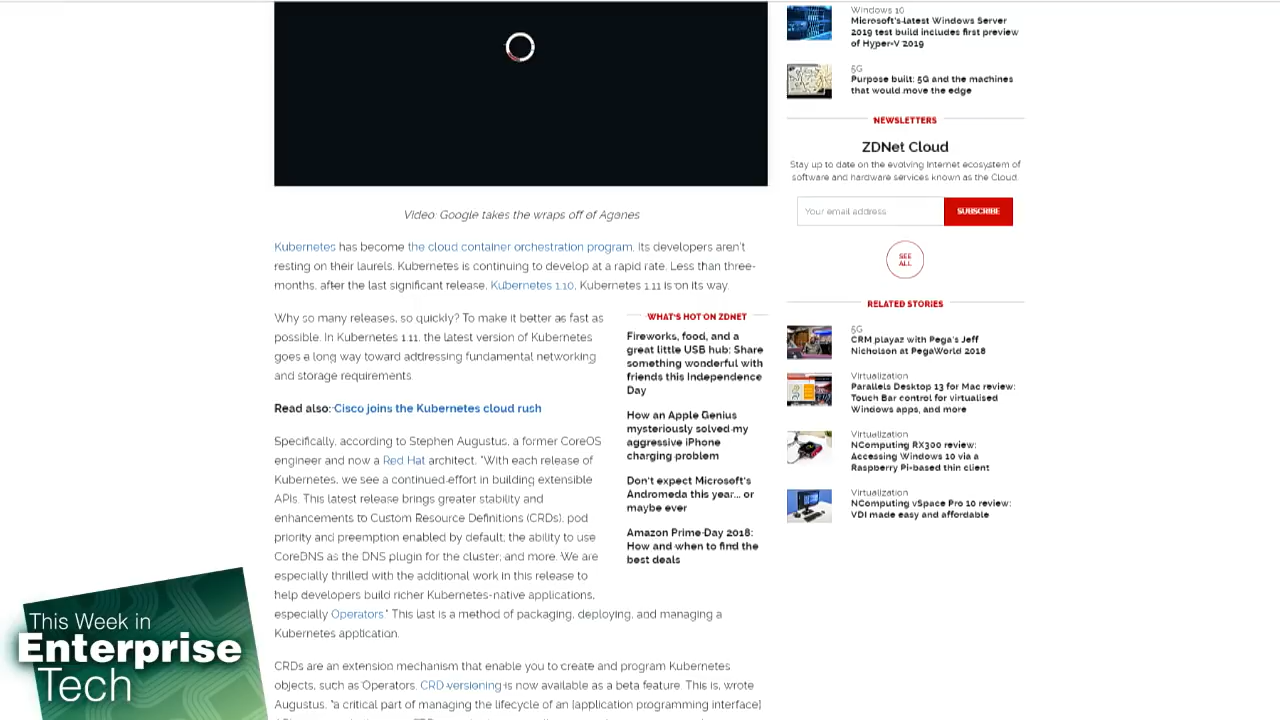 Video: Google takes the wraps off of Agones
Kubernetes has become the cloud container orchestration program. Its developers aren't
resting on their laurels. Kubernetes is continuing to develop at a rapid rate. Less than three-
months, after the last significant release, Kubernetes 1.10, Kubernetes 1.11 is on its way.
Why so many releases, so quickly? To make it better as fast as
possible. In Kubernetes 1.11, the latest version of Kubernetes
goes a long way toward addressing fundamental networking
and storage requirements.
Read also: Cisco joins the Kubernetes cloud rush
Specifically, according to Stephen Augustus, a former CoreOS
engineer and now a Red Hat architect, "With each release of
Kubernetes, we see a continued effort in building extensible
APIs. This latest release brings greater stability and
enhancements to Custom Resource Definitions (CRDs), pod
priority and preemption enabled by default; the ability to use
CoreDNS as the DNS plugin for the cluster; and more. We are
especially thrilled with the additional work in this release to
help developers build richer Kubernetes-native applications,
especially Operators." This last is a method of packaging, deploying, and managing a
Kubernetes application.
CRDs are an extension mechanism that enable you to create and program Kubernetes
objects, such as Operators. CRD versioning is now available as a beta feature. This is, wrote
Augustus, "a critical part of managing the lifecycle of an [application programming interface]
WHAT'S HOT ON ZDNET
Fireworks, food, and a
great little USB hub: Share
something wonderful with
friends this Independence
Day
How an Apple Genius
mysteriously solved my
aggressive iPhone
charging problem
Don't expect Microsoft's
Andromeda this year... or
maybe ever
Amazon Prime Day 2018:
How and when to find the
best deals
Windows 10
Microsoft's latest Windows Server
2019 test build includes first preview
of Hyper-V 2019
5G
Purpose built: 5G and the machines
that would move the edge
NEWSLETTERS
ZDNet Cloud
Stay up to date on the evolving Internet ecosystem of
software and hardware services known as the Cloud.
Your email address
SUBSCRIBE
SEE
ALL
RELATED STORIES
5G
CRM playaz with Pega's Jeff
Nicholson at PegaWorld 2018
Virtualization
Parallels Desktop 13 for Mac review:
Touch Bar control for virtualised
Windows apps, and more
Virtualization
NComputing RX300 review:
Accessing Windows 10 via a
Raspberry Pi-based thin client
Virtualization
NComputing vSpace Pro 10 review:
VDI made easy and affordable
This Week in
Enterprise
Tech